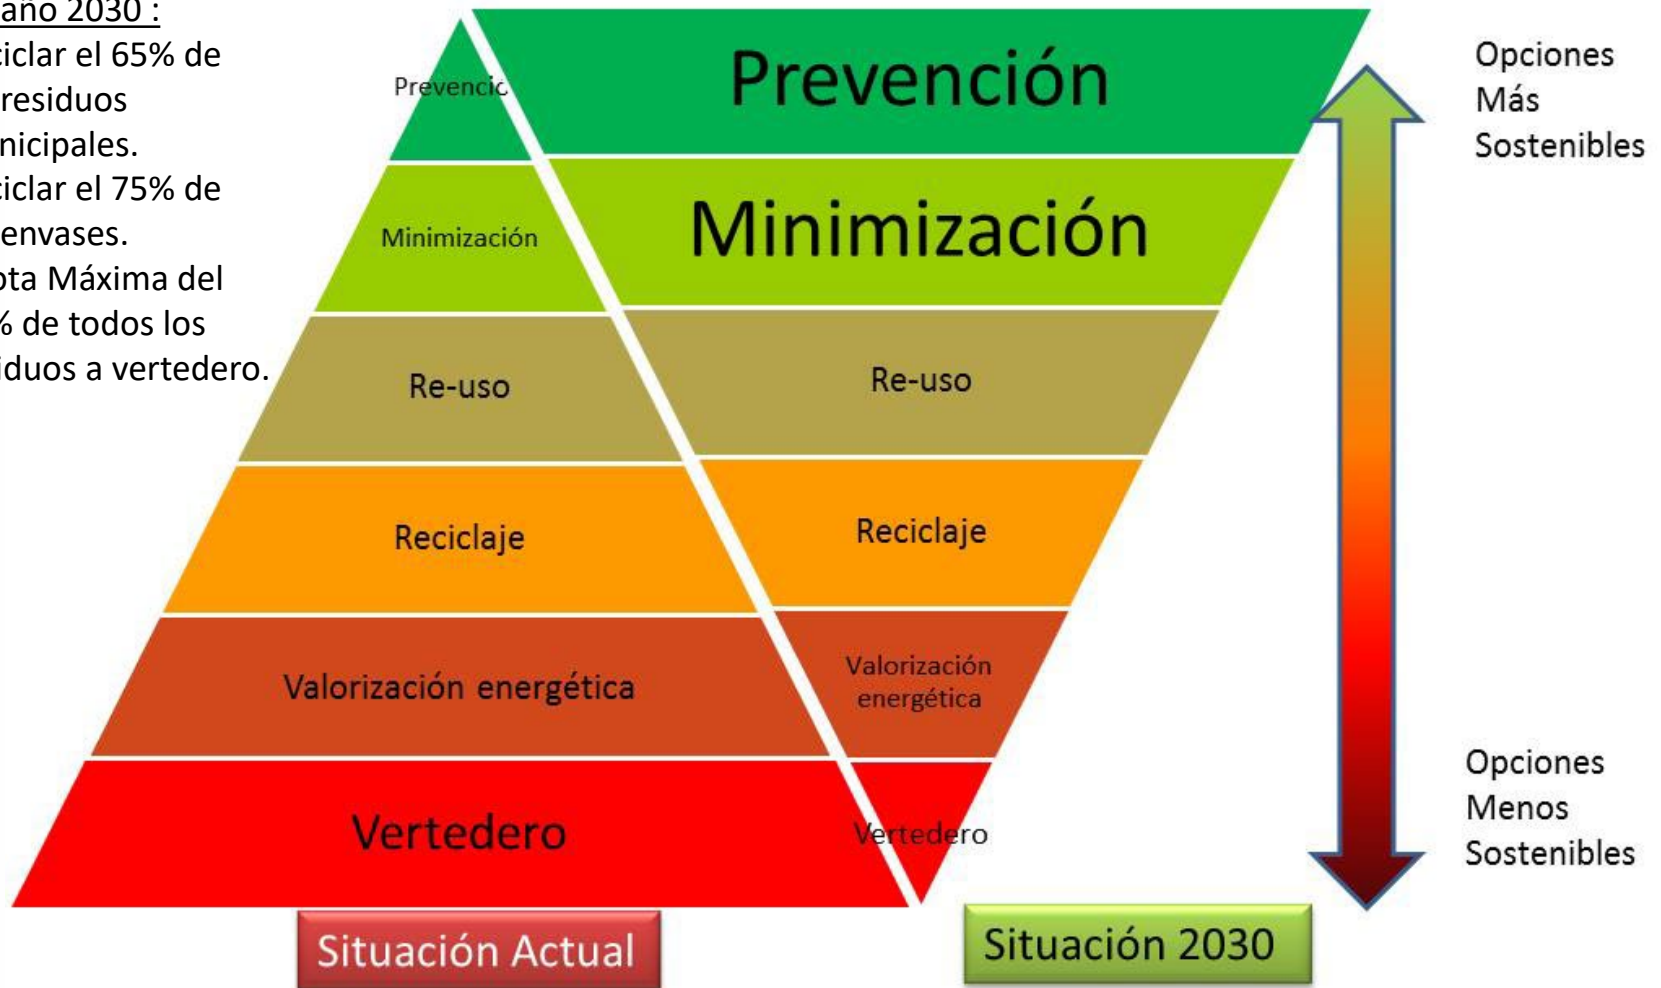 año 2030 :
ciclar el 65% de
residuos
nicipales.
ciclar el 75% de
envases.
ota Máxima del
% de todos los
iduos a vertedero.
Prevenció
Minimización
Re-uso
Reciclaje
Valorización energética
Vertedero
Situación Actual
Prevención
Minimización
Re-uso
Reciclaje
Valorización
energética
Vertedero
Situación 2030
Opciones
Más
Sostenibles
Opciones
Menos
Sostenibles